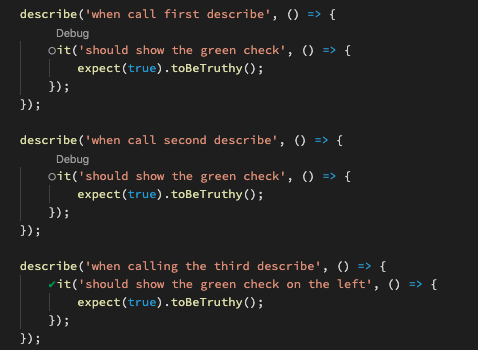 describe('when call first describe', () => {
Debug
it('should show the green check', () => {
expect(true).toBeTruthy();
});
});
describe('when call second describe', () => {
Debug
it('should show the green check', () => {
expect(true).toBeTruthy();
});
});
describe('when calling the third describe', () => {
✔it('should show the green check on the left', () => {
expect(true).toBeTruthy();
});
});